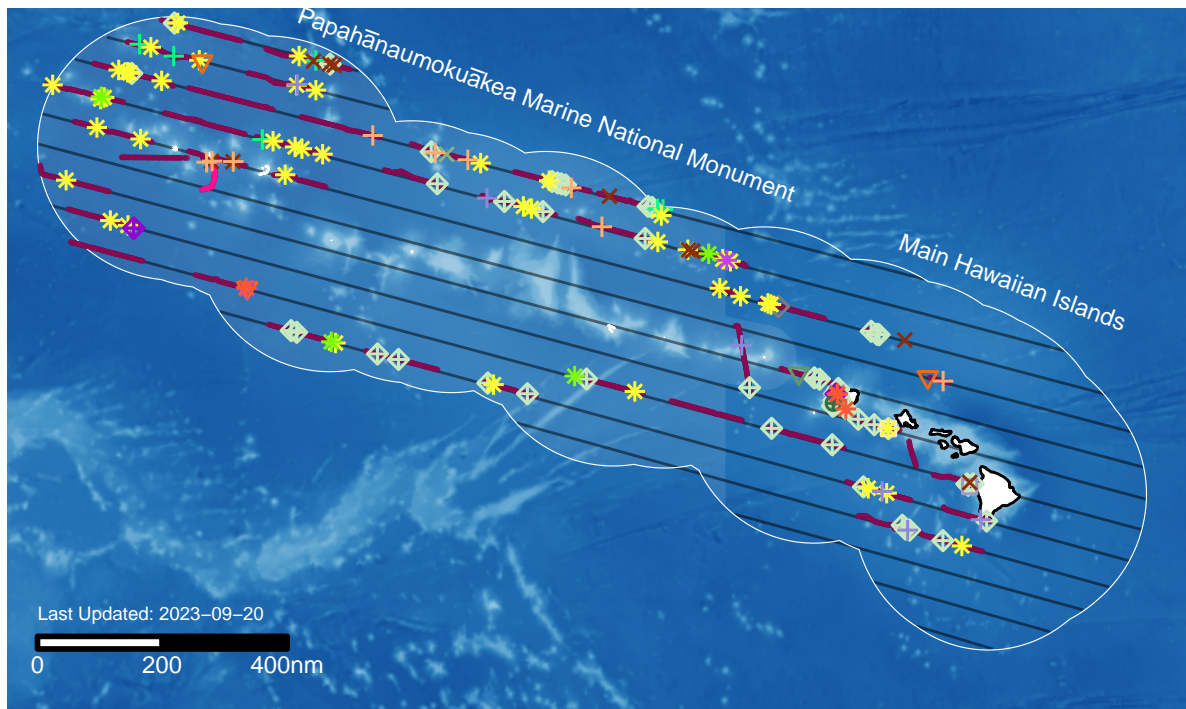 Papahānaumokuākea Marine National Monument
Main Hawaiian Islands
Last Updated: 2023−09−20
0 200 400nm